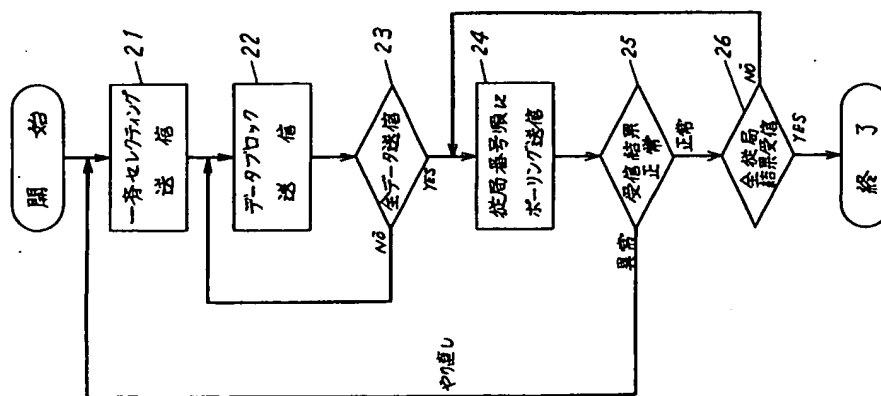 開始
一斉セレクティング
送信
21
データブロック
送信
22
全データ送信
23
NO
YES
従局番号順に
ポーリング送信
24
受信結果
正常
25
異常
正常
やり直し
全従局
結果受信
26
NO
YES
終了